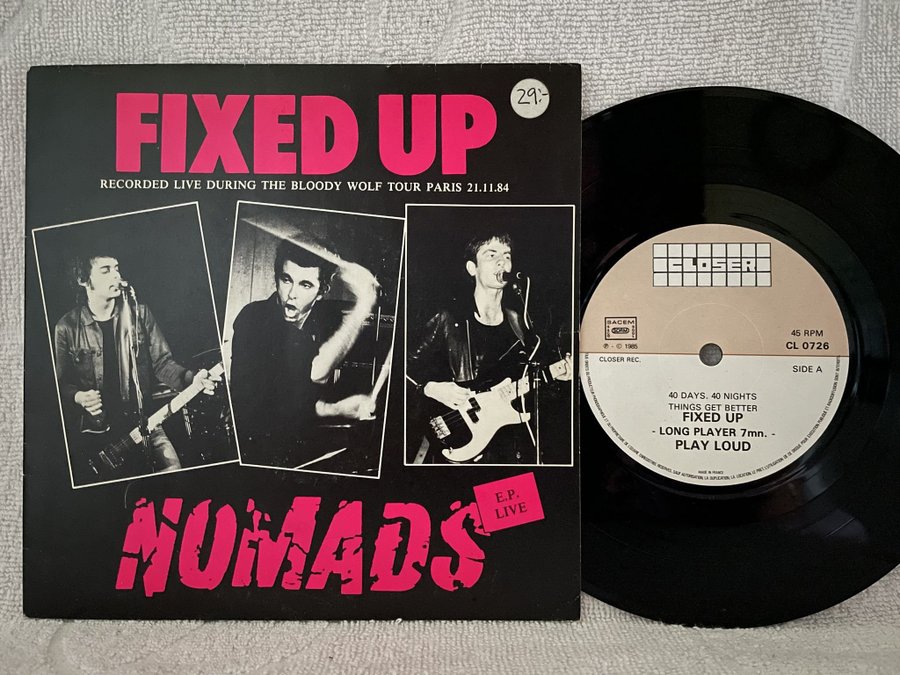 FIXED UP
29:-
RECORDED LIVE DURING THE BLOODY WOLF TOUR PARIS 21.11.84
E.P.
LIVE
NOMADS
CLOSER
SACEM
℗ - © 1985
45 RPM
CL 0726
CLOSER REC.
SIDE A
40 DAYS. 40 NIGHTS
THINGS GET BETTER
FIXED UP
- LONG PLAYER 7mn. -
PLAY LOUD
MADE IN FRANCE